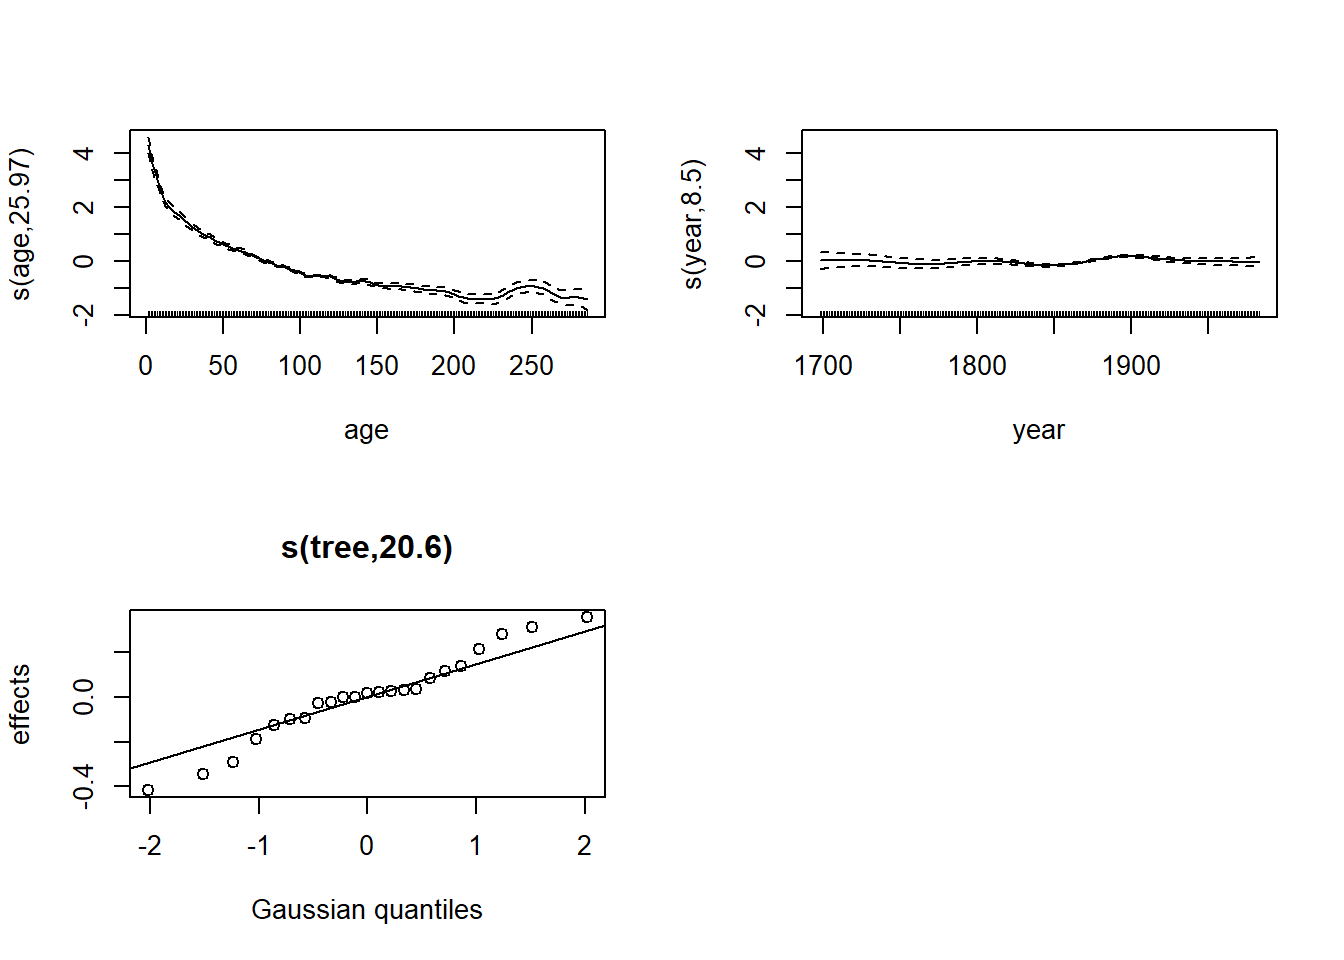 s(age,25.97)
4
2
0
-2
0 50 100 150 200 250
age
s(year,8.5)
4
2
0
-2
1700 1800 1900
year
s(tree,20.6)
effects
0.0
-0.4
-2 -1 0 1 2
Gaussian quantiles